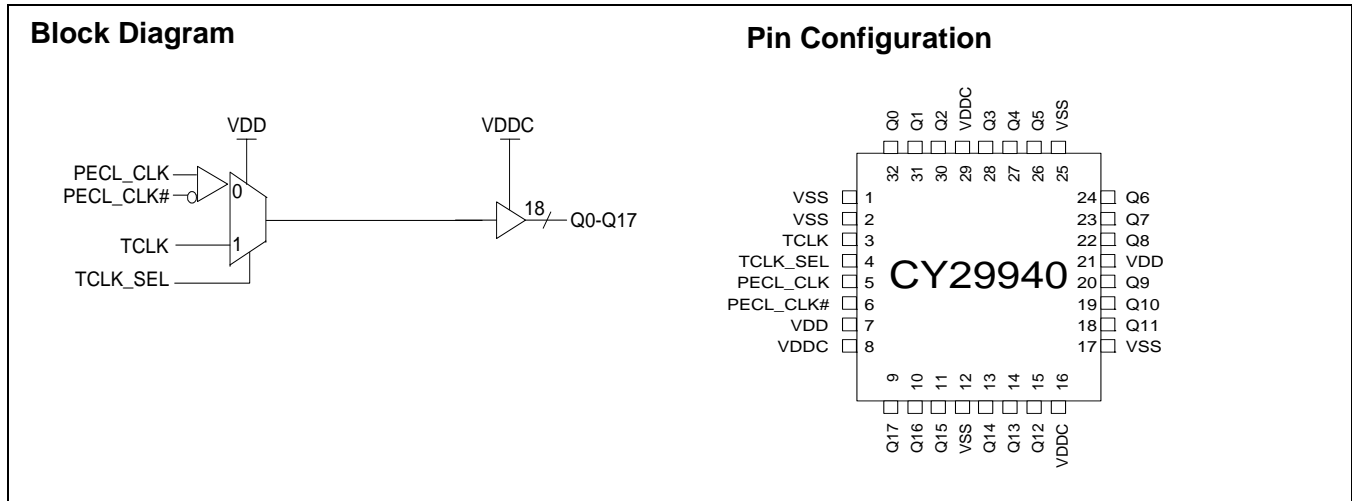 Block Diagram
VDD
VDDC
PECL_CLK
PECL_CLK#
0
TCLK
1
TCLK_SEL
18
Q0-Q17
Pin Configuration
Q0 Q1 Q2 VDDC Q3 Q4 Q5 VSS
32 31 30 29 28 27 26 25
VSS 1 24 Q6
VSS 2 23 Q7
TCLK 3 22 Q8
TCLK_SEL 4 21 VDD
CY29940
PECL_CLK 5 20 Q9
PECL_CLK# 6 19 Q10
VDD 7 18 Q11
VDDC 8 17 VSS
9 10 11 12 13 14 15 16
Q17 Q16 Q15 VSS Q14 Q13 Q12 VDDC